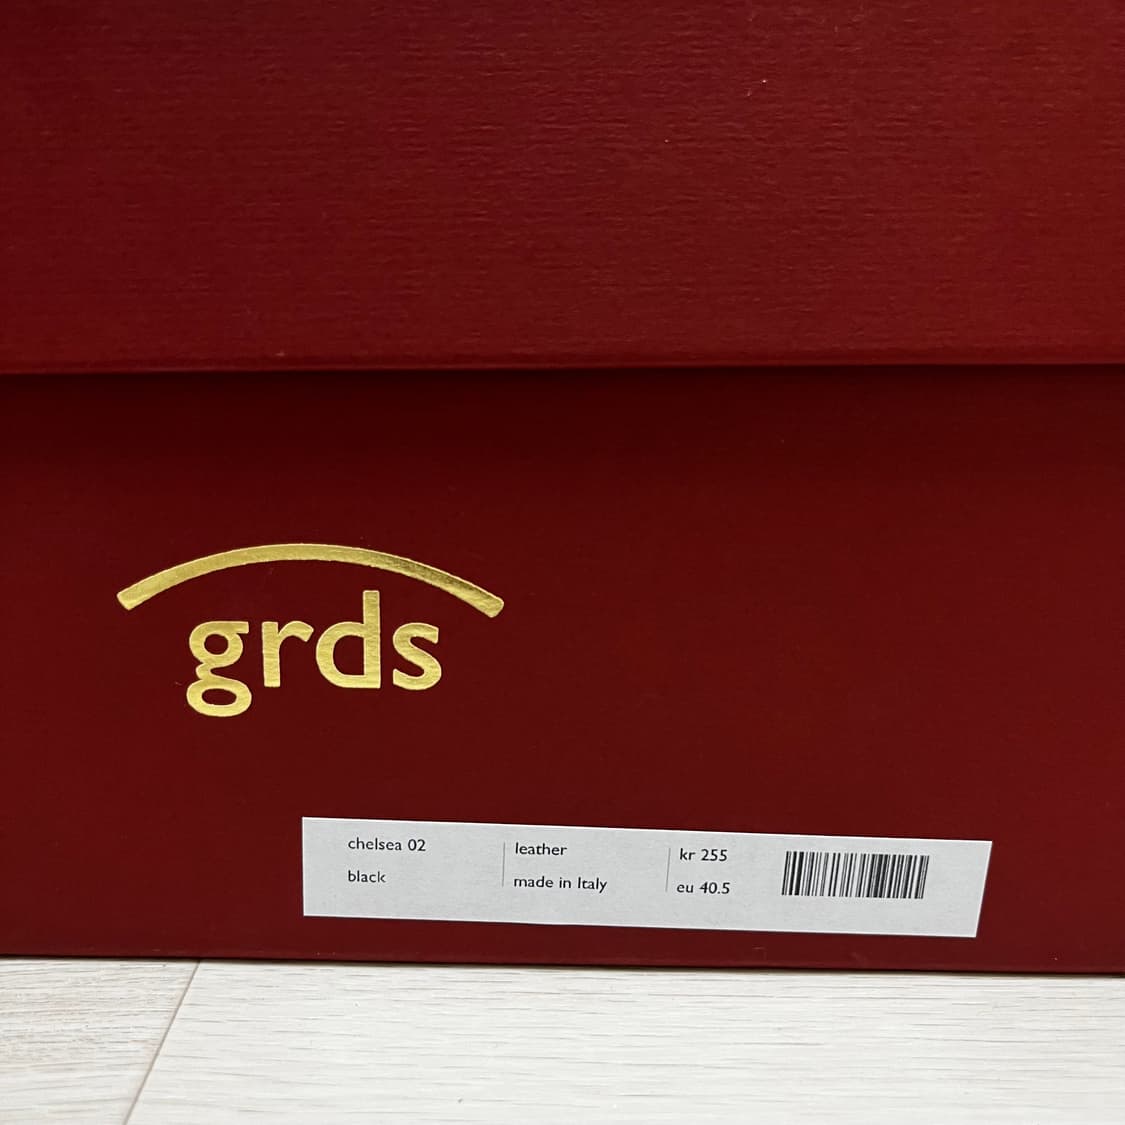 grds
chelsea 02
black
leather
made in Italy
kr 255
eu 40.5